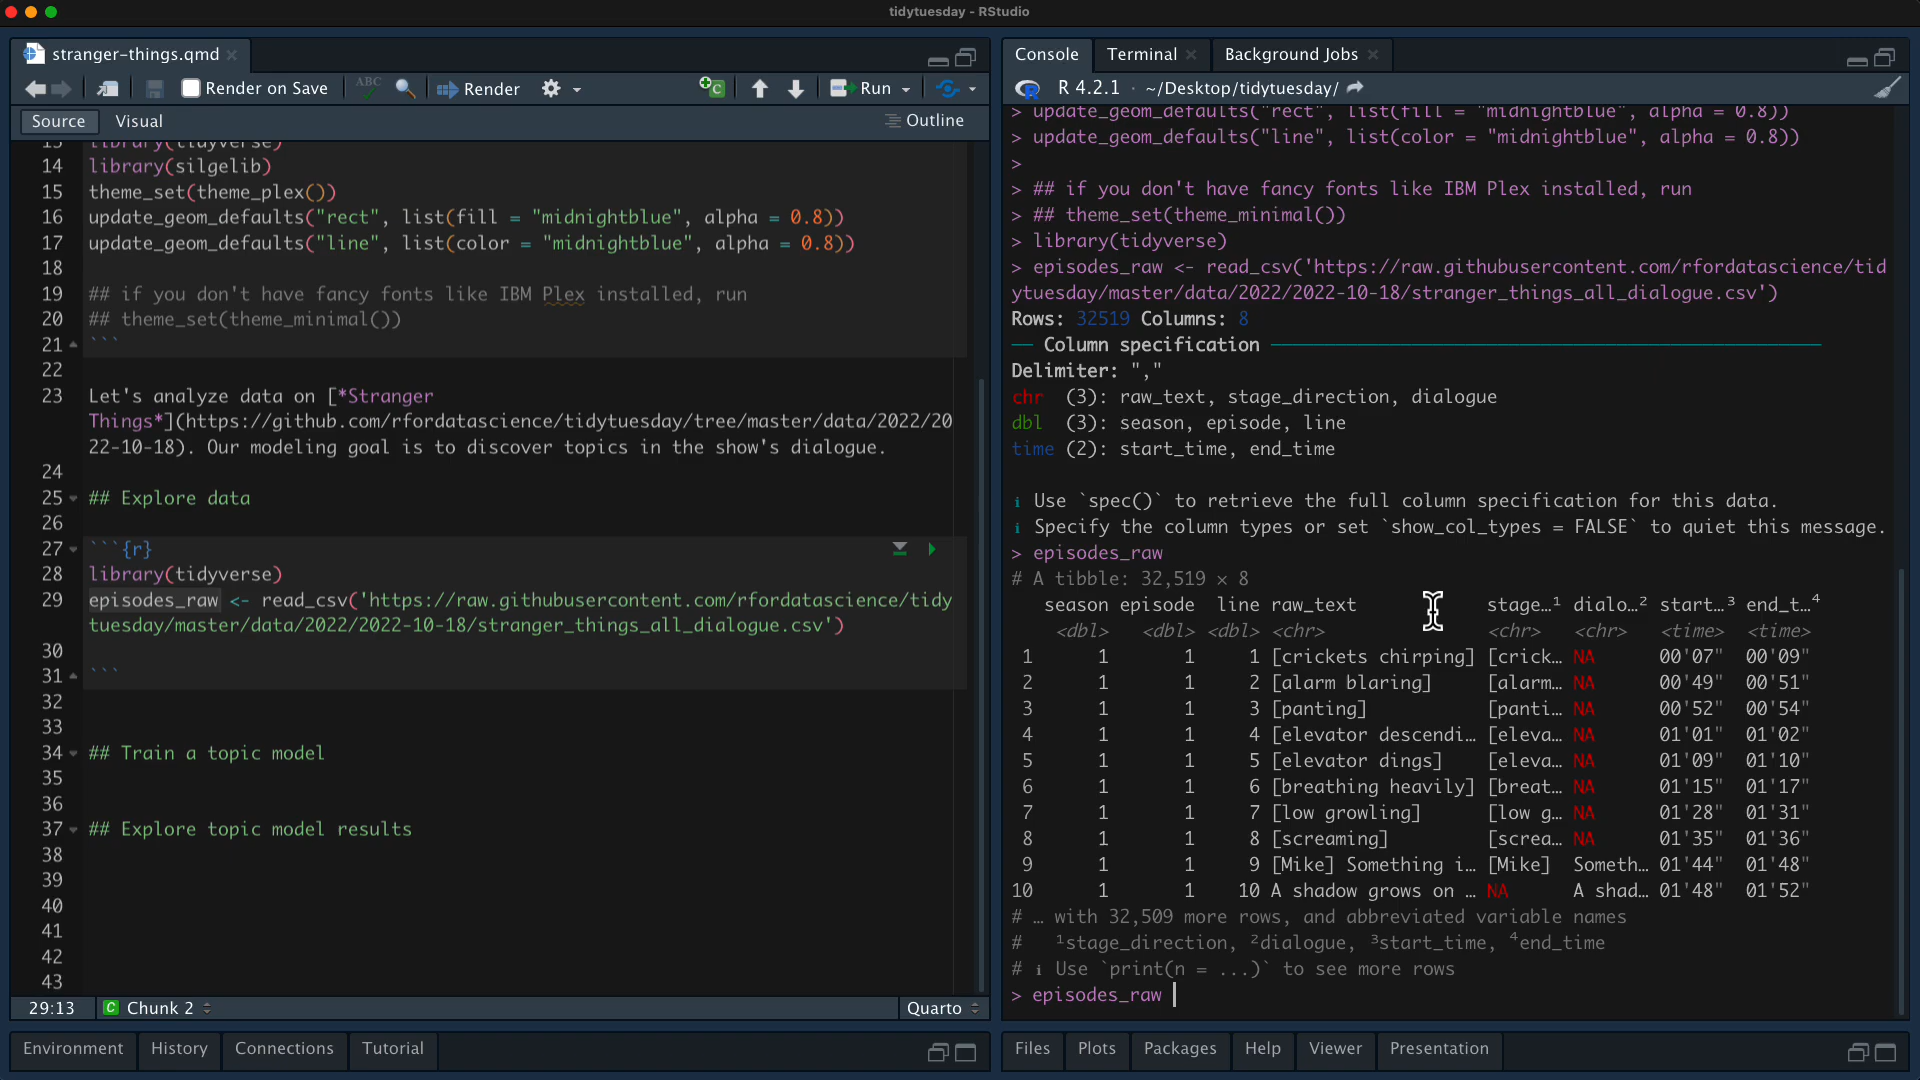 tidytuesday - RStudio
stranger-things.qmd
Render on Save
ABC
Render
Run
Source
Visual
Outline
13 library(tidyverse)
14 library(silgelib)
15 theme_set(theme_plex())
16 update_geom_defaults("rect", list(fill = "midnightblue", alpha = 0.8))
17 update_geom_defaults("line", list(color = "midnightblue", alpha = 0.8))
18
19 ## if you don't have fancy fonts like IBM Plex installed, run
20 ## theme_set(theme_minimal())
21 ```
22
23 Let's analyze data on [*Stranger
Things*](https://github.com/rfordatascience/tidytuesday/tree/master/data/2022/20
22-10-18). Our modeling goal is to discover topics in the show's dialogue.
24
25 ## Explore data
26
27 ```{r}
28 library(tidyverse)
29 episodes_raw <- read_csv('https://raw.githubusercontent.com/rfordatascience/tidy
tuesday/master/data/2022/2022-10-18/stranger_things_all_dialogue.csv')
30
31 ```
32
33
34 ## Train a topic model
35
36
37 ## Explore topic model results
38
39
40
41
42
43
29:13
C Chunk 2
Quarto
Environment
History
Connections
Tutorial
Console
Terminal
Background Jobs
R 4.2.1 · ~/Desktop/tidytuesday/
> update_geom_defaults("rect", list(fill = "midnightblue", alpha = 0.8))
> update_geom_defaults("line", list(color = "midnightblue", alpha = 0.8))
>
> ## if you don't have fancy fonts like IBM Plex installed, run
> ## theme_set(theme_minimal())
> library(tidyverse)
> episodes_raw <- read_csv('https://raw.githubusercontent.com/rfordatascience/tid
ytuesday/master/data/2022/2022-10-18/stranger_things_all_dialogue.csv')
Rows: 32519 Columns: 8
── Column specification ──────────
Delimiter: ","
chr (3): raw_text, stage_direction, dialogue
dbl (3): season, episode, line
time (2): start_time, end_time
ℹ Use `spec()` to retrieve the full column specification for this data.
ℹ Specify the column types or set `show_col_types = FALSE` to quiet this message.
> episodes_raw
# A tibble: 32,519 × 8
season episode line raw_text stage…¹ dialo…² start…³ end_t…⁴
<dbl> <dbl> <dbl> <chr> <chr> <chr> <time> <time>
1 1 1 1 [crickets chirping] [crick… NA 00'07" 00'09"
2 1 1 2 [alarm blaring] [alarm… NA 00'49" 00'51"
3 1 1 3 [panting] [panti… NA 00'52" 00'54"
4 1 1 4 [elevator descendi… [eleva… NA 01'01" 01'02"
5 1 1 5 [elevator dings] [eleva… NA 01'09" 01'10"
6 1 1 6 [breathing heavily] [breat… NA 01'15" 01'17"
7 1 1 7 [low growling] [low g… NA 01'28" 01'31"
8 1 1 8 [screaming] [screa… NA 01'35" 01'36"
9 1 1 9 [Mike] Something i… [Mike] Someth… 01'44" 01'48"
10 1 1 10 A shadow grows on … NA A shad… 01'48" 01'52"
# … with 32,509 more rows, and abbreviated variable names
# ¹stage_direction, ²dialogue, ³start_time, ⁴end_time
# ℹ Use `print(n = ...)` to see more rows
> episodes_raw
Files
Plots
Packages
Help
Viewer
Presentation